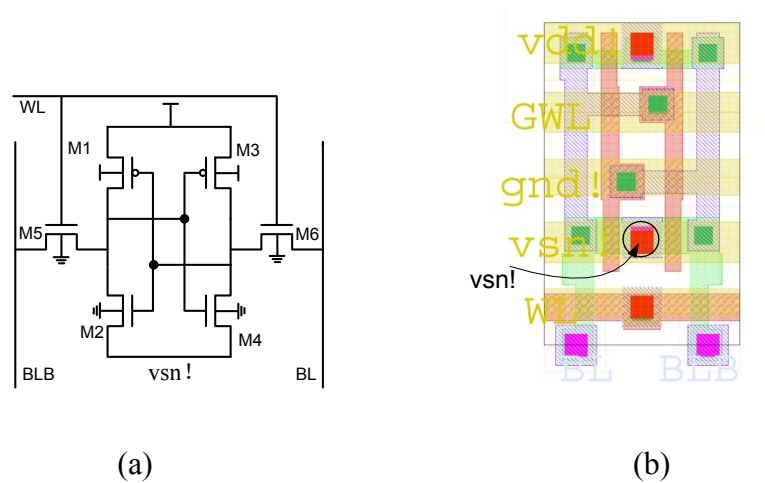 WL
M1
M3
M5
M6
M2
M4
BLB
vsn!
BL
(a)
vdd!
GWL
gnd!
vsn!
vsn!
WL
BL BLB
(b)